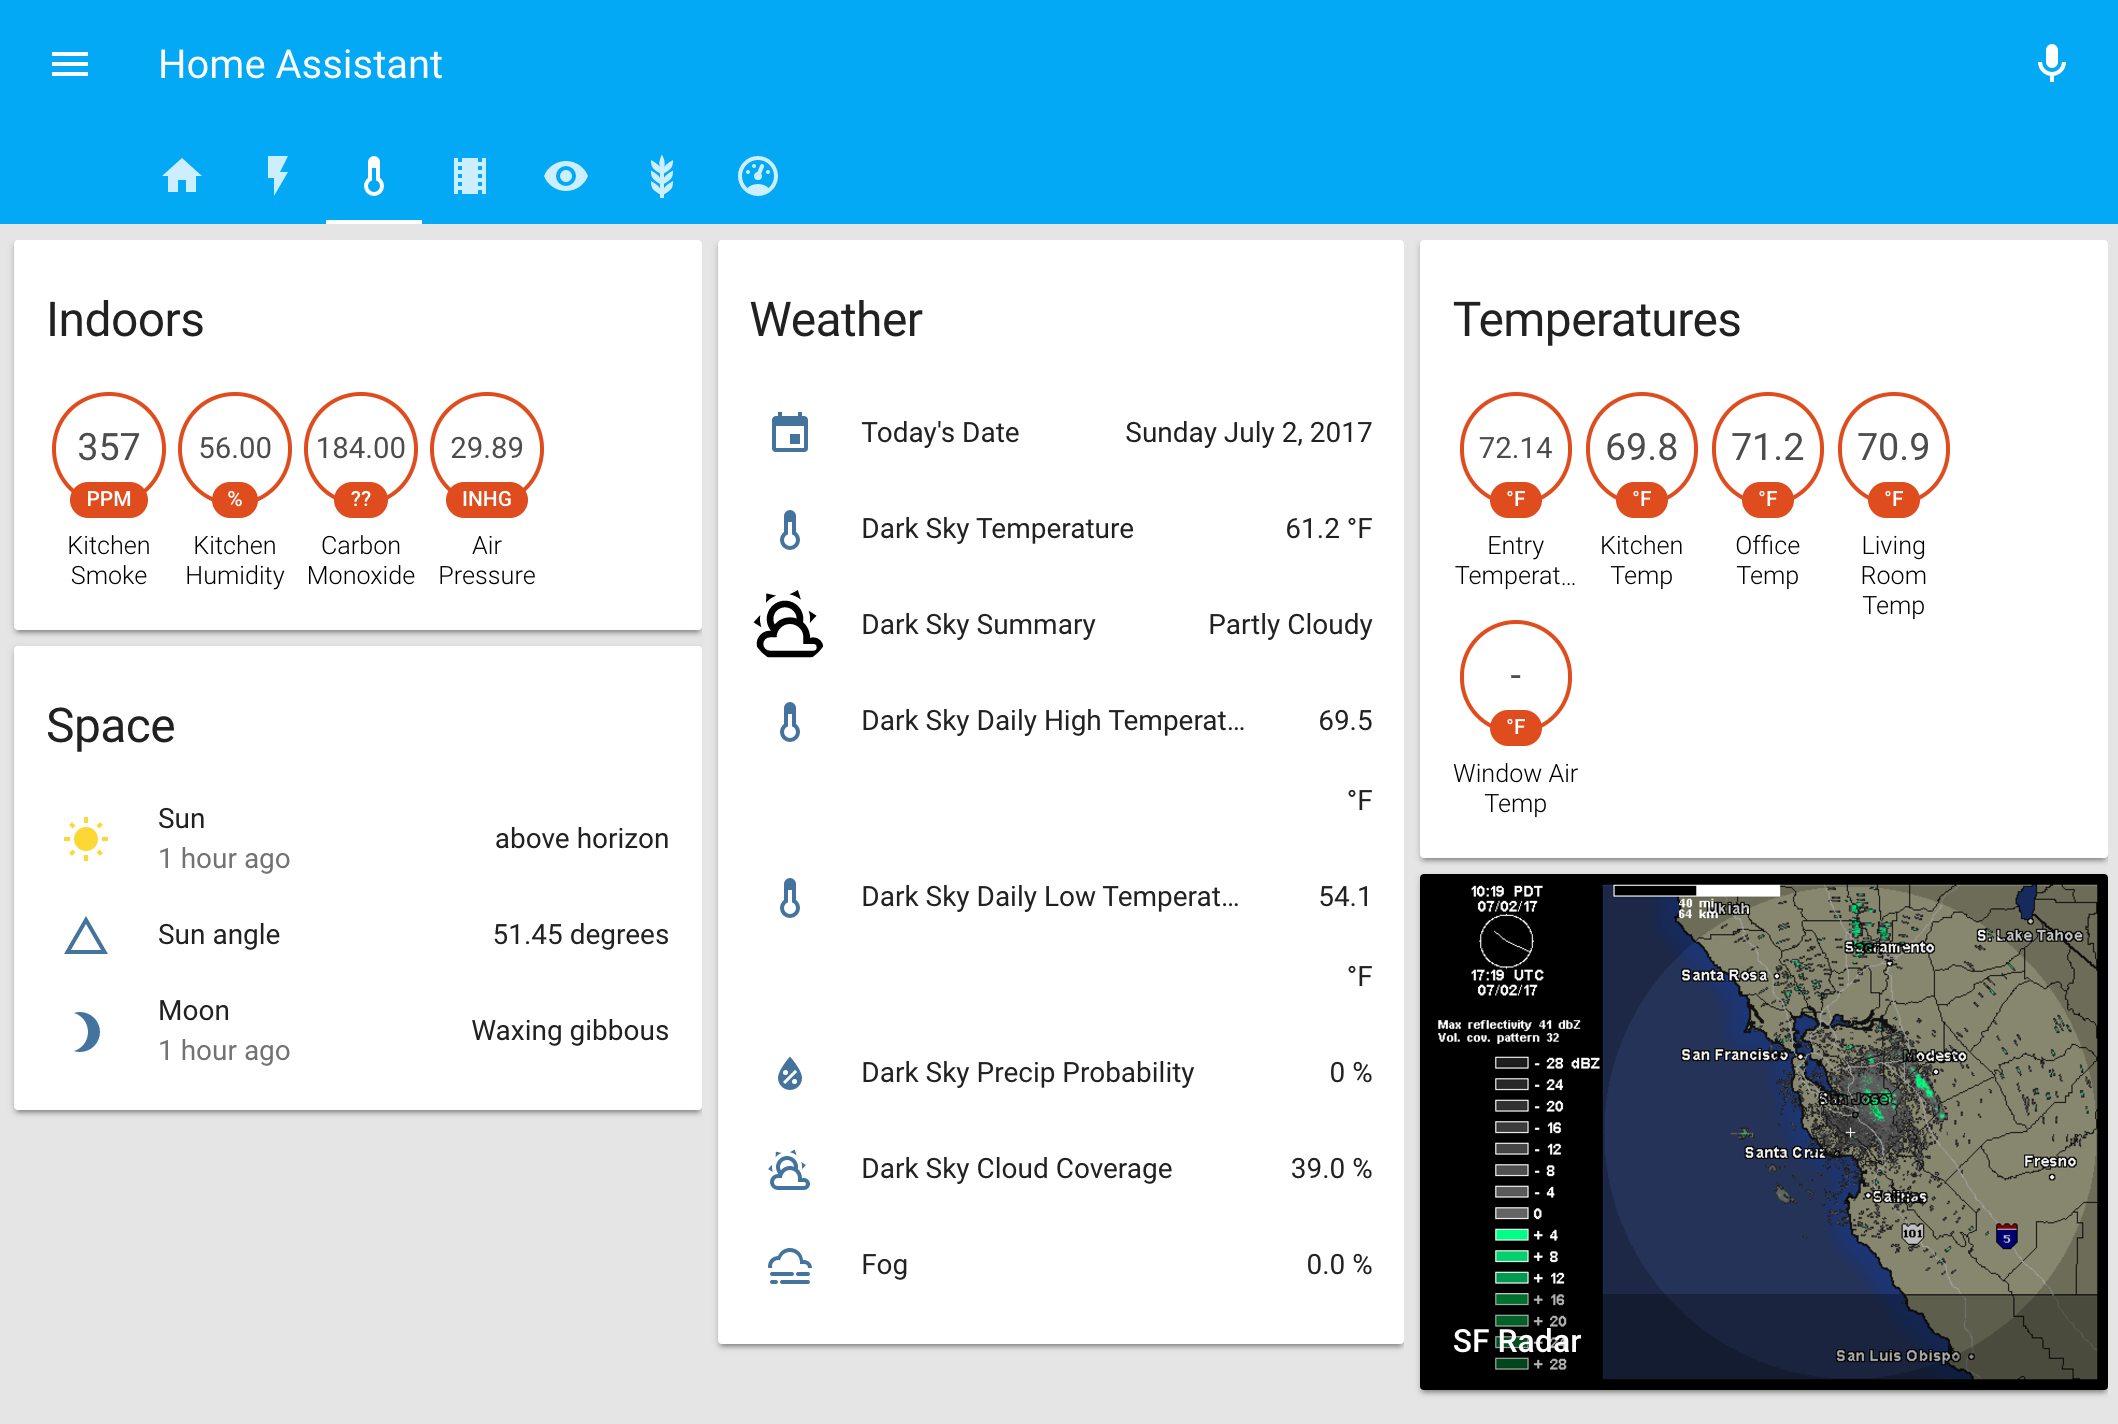 Home Assistant
Indoors
357
PPM
Kitchen
Smoke
56.00
%
Kitchen
Humidity
184.00
??
Carbon
Monoxide
29.89
INHG
Air
Pressure
Space
Sun
1 hour ago
above horizon
Sun angle
51.45 degrees
Moon
1 hour ago
Waxing gibbous
Weather
Today's Date
Sunday July 2, 2017
Dark Sky Temperature
61.2 °F
Dark Sky Summary
Partly Cloudy
Dark Sky Daily High Temperat...
69.5
°F
Dark Sky Daily Low Temperat...
54.1
°F
Dark Sky Precip Probability
0 %
Dark Sky Cloud Coverage
39.0 %
Fog
0.0 %
Temperatures
72.14
°F
Entry
Temperat...
69.8
°F
Kitchen
Temp
71.2
°F
Office
Temp
70.9
°F
Living
Room
Temp
-
°F
Window Air
Temp
10:19 PDT
07/02/17
17:19 UTC
07/02/17
Max reflectivity 41 dbZ
Vol. cov. pattern 32
- 28 dBZ
- 24
- 20
- 16
- 12
- 8
- 4
0
+ 4
+ 8
+ 12
+ 16
+ 20
+ 28
SF Radar
40 mi
64 km
S. Lake Tahoe
Sacramento
Santa Rosa
San Francisco
Modesto
San Jose
Santa Cruz
Fresno
Salinas
101
5
San Luis Obispo